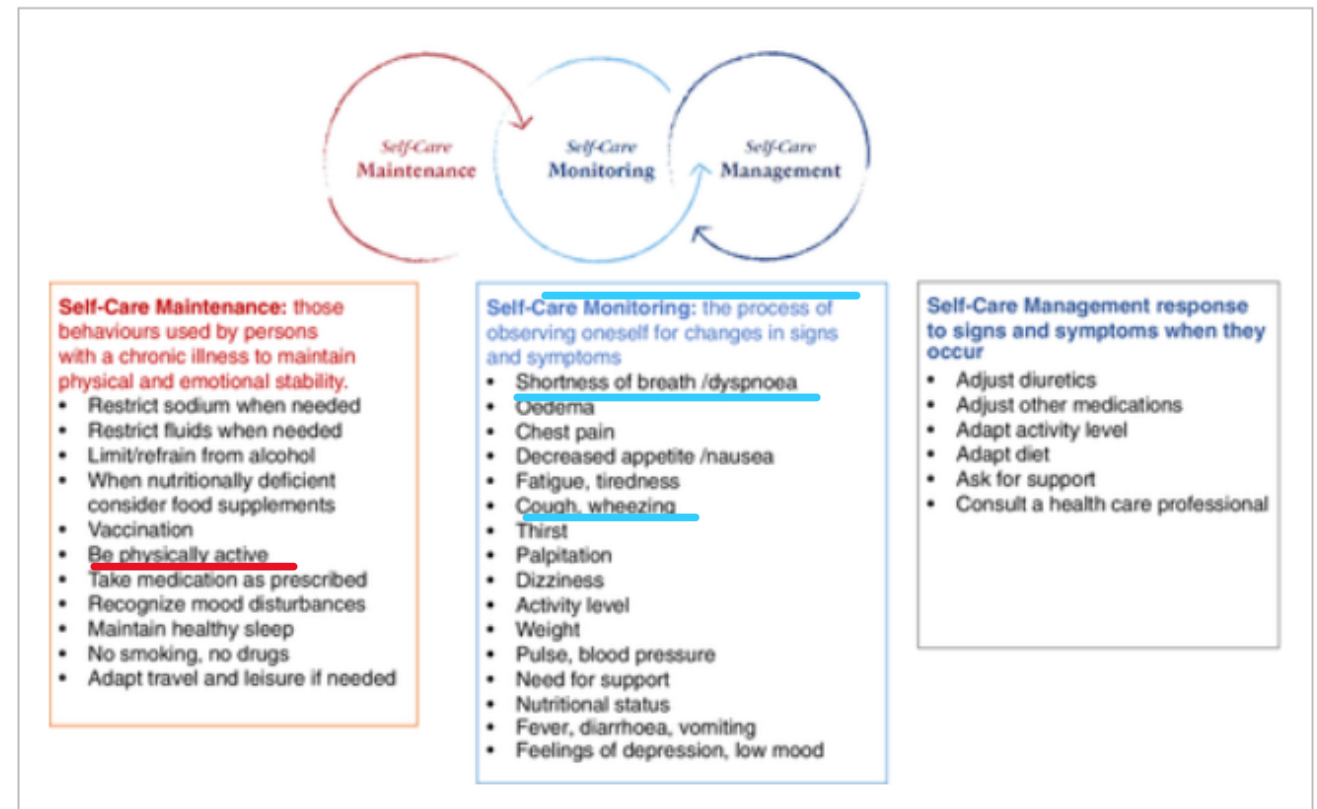 Self-Care
Maintenance
Self-Care
Monitoring
Self-Care
Management
Self-Care Maintenance: those
behaviours used by persons
with a chronic illness to maintain
physical and emotional stability.
• Restrict sodium when needed
• Restrict fluids when needed
• Limit/refrain from alcohol
• When nutritionally deficient
consider food supplements
• Vaccination
• Be physically active
• Take medication as prescribed
• Recognize mood disturbances
• Maintain healthy sleep
• No smoking, no drugs
• Adapt travel and leisure if needed
Self-Care Monitoring: the process of
observing oneself for changes in signs
and symptoms
• Shortness of breath /dyspnoea
• Oedema
• Chest pain
• Decreased appetite /nausea
• Fatigue, tiredness
• Cough, wheezing
• Thirst
• Palpitation
• Dizziness
• Activity level
• Weight
• Pulse, blood pressure
• Need for support
• Nutritional status
• Fever, diarrhoea, vomiting
• Feelings of depression, low mood
Self-Care Management response
to signs and symptoms when they
occur
• Adjust diuretics
• Adjust other medications
• Adapt activity level
• Adapt diet
• Ask for support
• Consult a health care professional